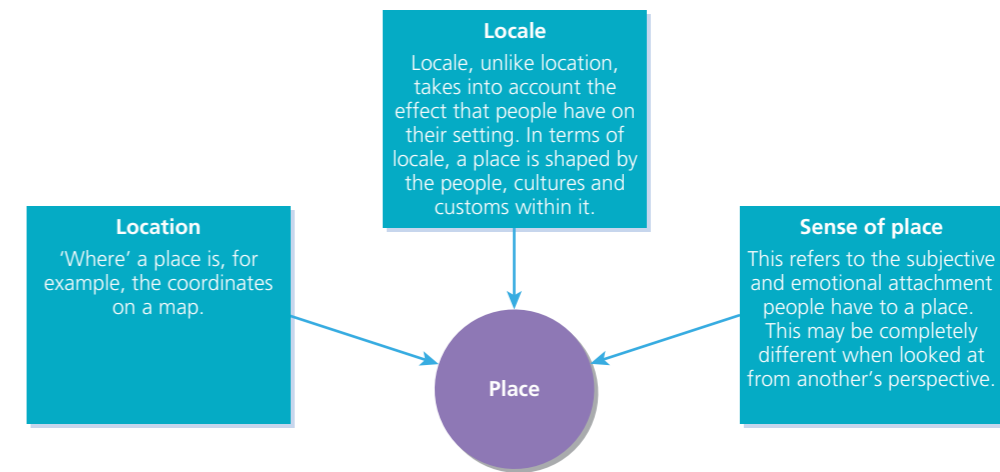 Locale
Locale, unlike location,
takes into account the
effect that people have on
their setting. In terms of
locale, a place is shaped by
the people, cultures and
customs within it.
Location
‘Where’ a place is, for
example, the coordinates
on a map.
Sense of place
This refers to the subjective
and emotional attachment
people have to a place.
This may be completely
different when looked at
from another’s perspective.
Place